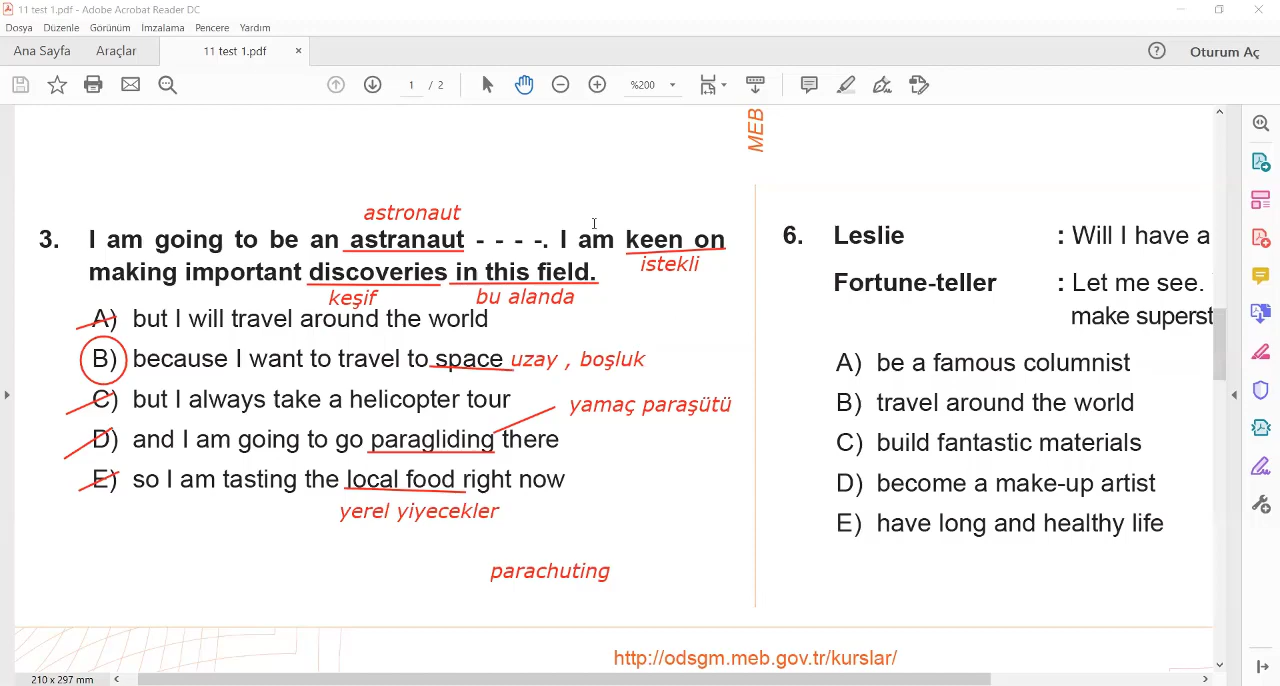 11 test 1.pdf - Adobe Acrobat Reader DC
Dosya Düzenle Görünüm İmzalama Pencere Yardım
Ana Sayfa Araçlar 11 test 1.pdf × Oturum Aç
1 / 2 %200
MEB
astronaut
3. I am going to be an astranaut - - - -. I am keen on
istekli
making important discoveries in this field.
keşif bu alanda
A) but I will travel around the world
B) because I want to travel to space uzay , boşluk
C) but I always take a helicopter tour
yamaç paraşütü
D) and I am going to go paragliding there
E) so I am tasting the local food right now
yerel yiyecekler
parachuting
6. Leslie : Will I have a
Fortune-teller : Let me see.
make superst
A) be a famous columnist
B) travel around the world
C) build fantastic materials
D) become a make-up artist
E) have long and healthy life
http://odsgm.meb.gov.tr/kurslar/
210 x 297 mm